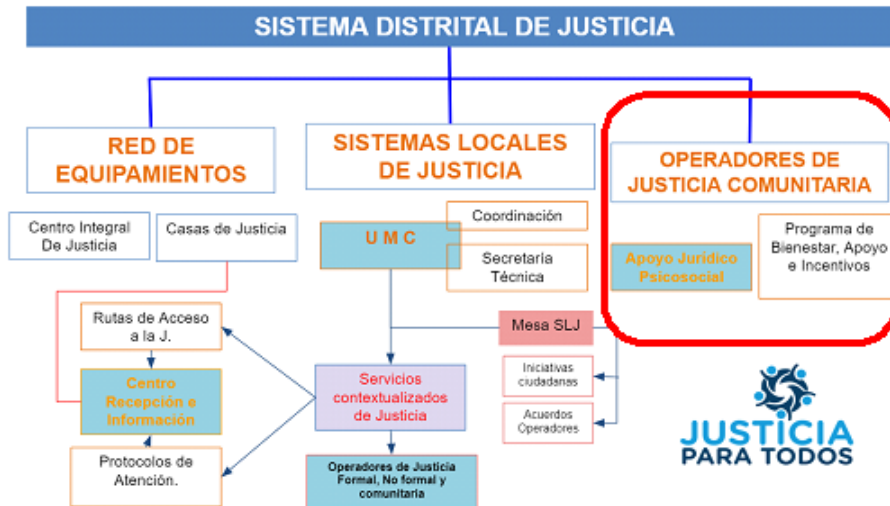 SISTEMA DISTRITAL DE JUSTICIA
RED DE
EQUIPAMIENTOS
SISTEMAS LOCALES
DE JUSTICIA
OPERADORES DE
JUSTICIA COMUNITARIA
Centro Integral
De Justicia
Casas de Justicia
U M C
Coordinación
Secretaría
Técnica
Apoyo Jurídico
Psicosocial
Programa de
Bienestar, Apoyo
e Incentivos
Rutas de Acceso
a la J.
Mesa SLJ
Centro
Recepción e
Información
Servicios
contextualizados
de Justicia
Iniciativas
ciudadanas
Acuerdos
Operadores
Protocolos de
Atención.
Operadores de Justicia
Formal, No formal y
comunitaria
JUSTICIA
PARA TODOS